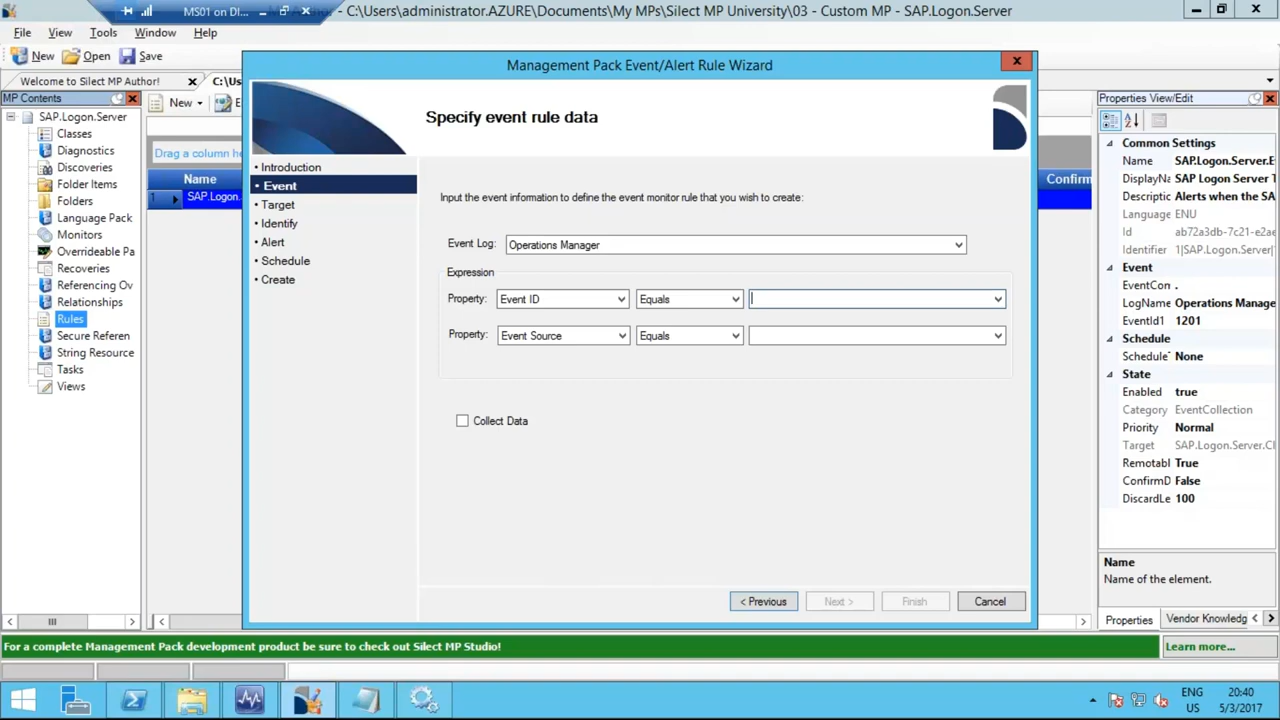 MS01 on DI...
- C:\Users\administrator.AZURE\Documents\My MPs\Silect MP University\03 - Custom MP - SAP.Logon.Server
File View Tools Window Help
New Open Save
Welcome to Silect MP Author!
C:\Us
MP Contents
SAP.Logon.Server
Classes
Diagnostics
Discoveries
Folder Items
Folders
Language Pack
Monitors
Overrideable Pa
Recoveries
Referencing Ov
Relationships
Rules
Secure Referen
String Resource
Tasks
Views
New
E
Drag a column he
Name
1 SAP.Logon.
Confirm
Management Pack Event/Alert Rule Wizard
Specify event rule data
• Introduction
• Event
• Target
• Identify
• Alert
• Schedule
• Create
Input the event information to define the event monitor rule that you wish to create:
Event Log: Operations Manager
Expression
Property: Event ID Equals
Property: Event Source Equals
Collect Data
< Previous Next > Finish Cancel
Properties View/Edit
Common Settings
Name SAP.Logon.Server.E
DisplayNa SAP Logon Server T
Descriptic Alerts when the SA
Language ENU
Id ab72a3db-7c21-e2ae
Identifier 1|SAP.Logon.Server|
Event
EventCon .
LogName Operations Manage
EventId1 1201
Schedule
Schedule None
State
Enabled true
Category EventCollection
Priority Normal
Target SAP.Logon.Server.Cl
Remotabl True
ConfirmD False
DiscardLe 100
Name
Name of the element.
Properties Vendor Knowledg
For a complete Management Pack development product be sure to check out Silect MP Studio!
Learn more...
ENG
US
20:40
5/3/2017